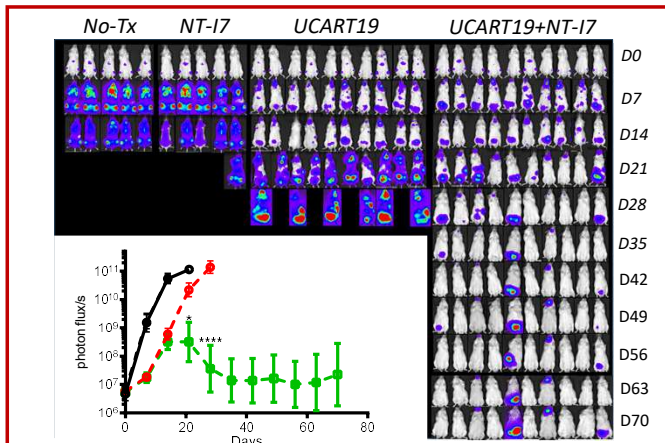 No-Tx NT-I7 UCART19 UCART19+NT-I7
D0
D7
D14
D21
D28
D35
D42
D49
D56
D63
D70
photon flux/s
10¹¹
10¹⁰
10⁹
10⁸
10⁷
10⁶
*
****
0 20 40 60 80
Days